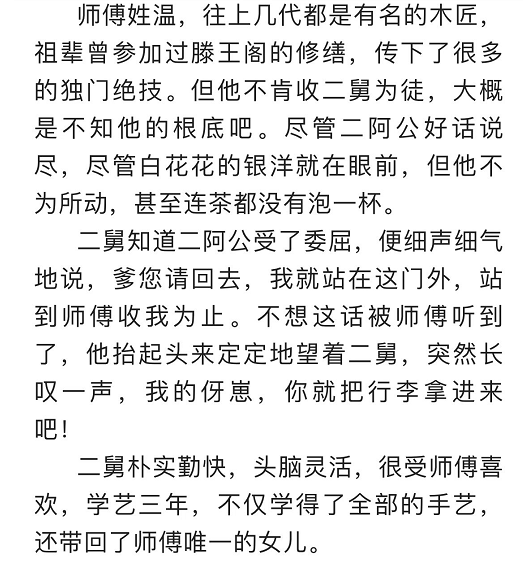 师傅姓温，往上几代都是有名的木匠，
祖辈曾参加过滕王阁的修缮，传下了很多
的独门绝技。但他不肯收二舅为徒，大概
是不知他的根底吧。尽管二阿公好话说
尽，尽管白花花的银洋就在眼前，但他不
为所动，甚至连茶都没有泡一杯。
二舅知道二阿公受了委屈，便细声细气
地说，爹您请回去，我就站在这门外，站
到师傅收我为止。不想这话被师傅听到
了，他抬起头来定定地望着二舅，突然长
叹一声，我的伢崽，你就把行李拿进来
吧！
二舅朴实勤快，头脑灵活，很受师傅喜
欢，学艺三年，不仅学得了全部的手艺，
还带回了师傅唯一的女儿。